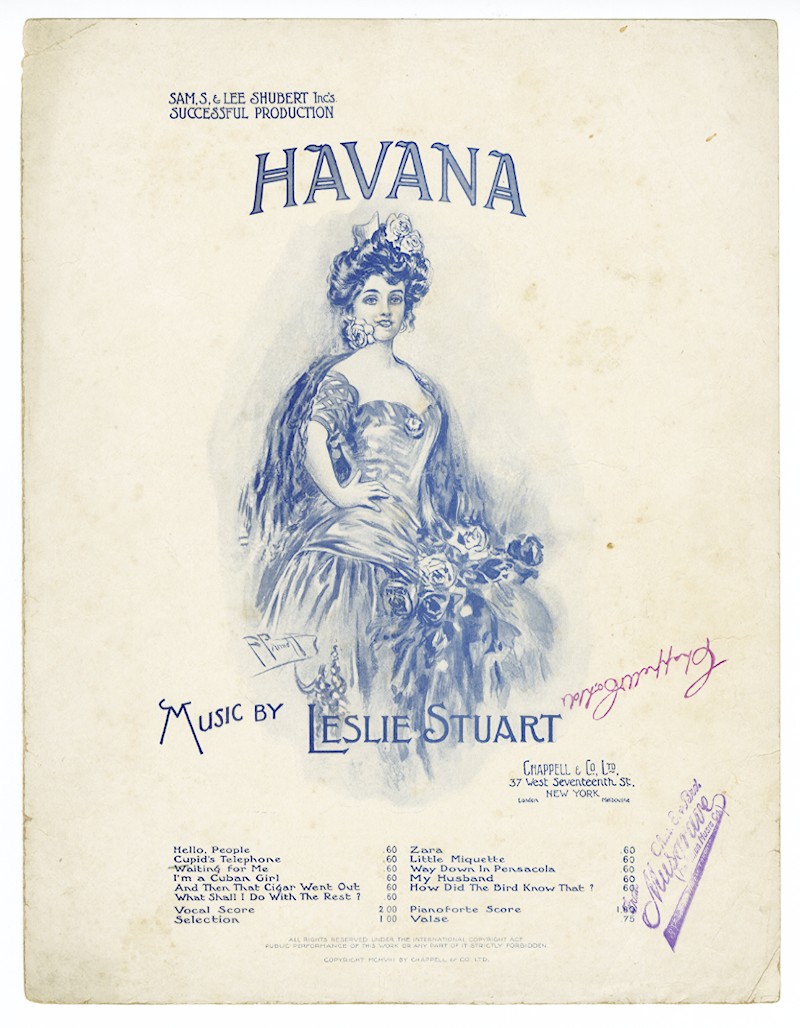 SAM, S, & LEE SHUBERT INC'S.
SUCCESSFUL PRODUCTION
HAVANA
MUSIC BY LESLIE STUART
CHAPPELL & CO., LTD.
37 West Seventeenth St.,
NEW YORK
London Melbourne
Chappell & Co. Ltd.
Musgrave
Hello, People .60
Cupid's Telephone .60
Waiting for Me .60
I'm a Cuban Girl 60
And Then That Cigar Went Out 60
What Shall I Do With The Rest ? .60
Vocal Score 2 00
Selection 1 00
Zara .60
Little Miquette .60
Way Down In Pensacola .60
My Husband 60
How Did The Bird Know That ? 60
Pianoforte Score
Valse 75
ALL RIGHTS RESERVED UNDER THE INTERNATIONAL COPYRIGHT ACT
PUBLIC PERFORMANCE OF THIS WORK OR ANY PART OF IT STRICTLY FORBIDDEN
COPYRIGHT MCMVIII BY CHAPPELL & CO. LTD.